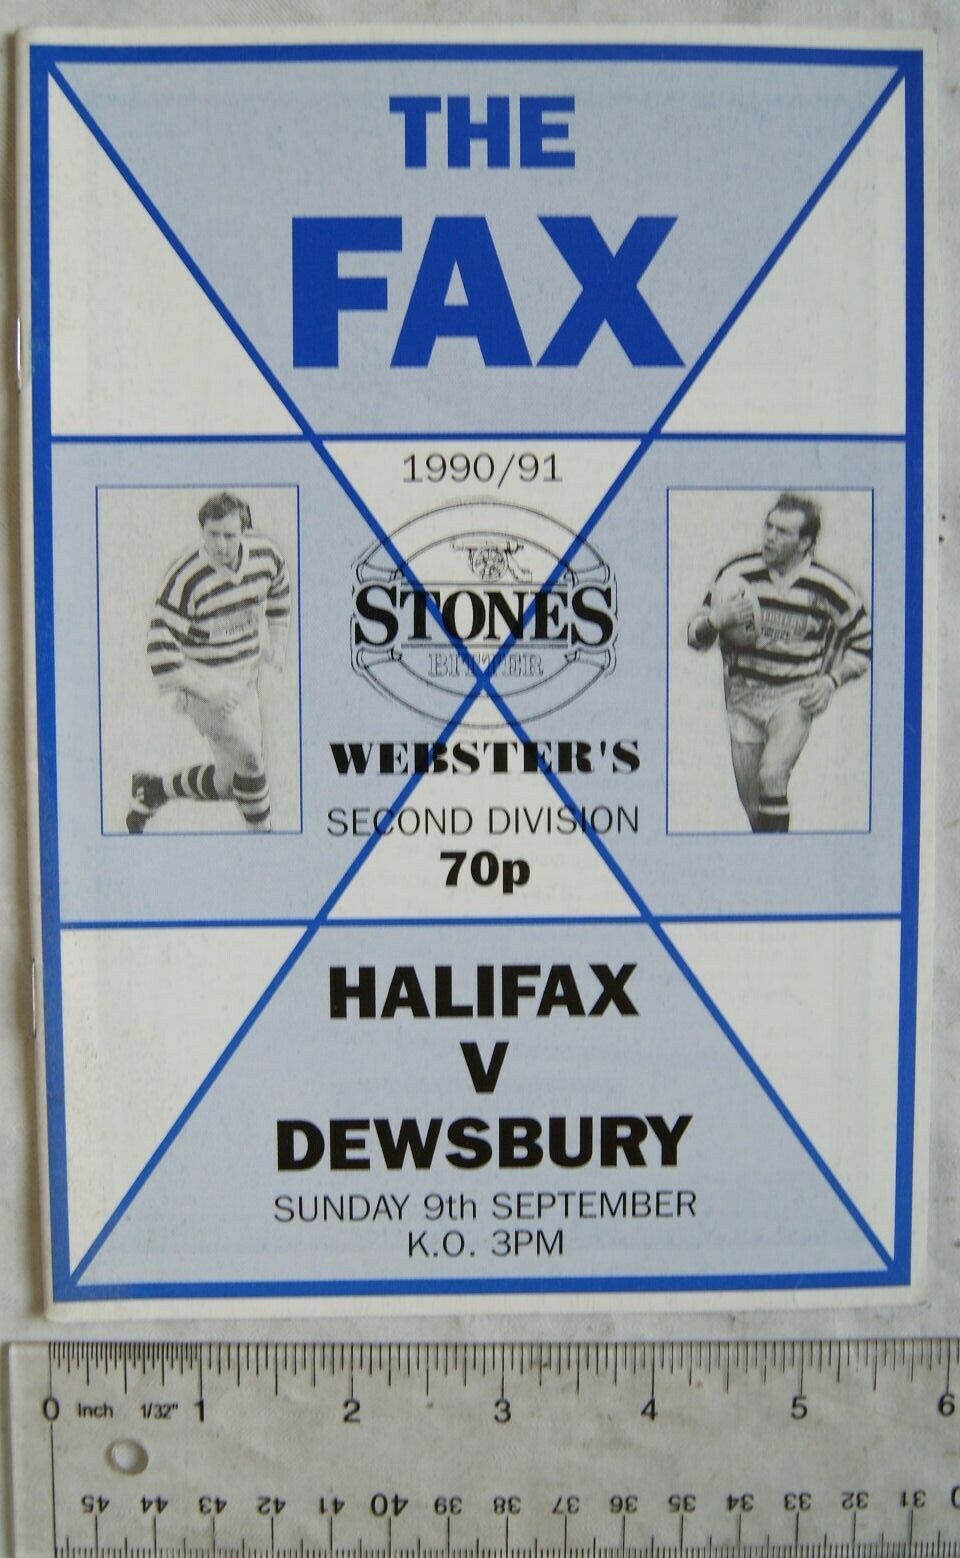 THE
FAX
1990/91
STONES
BITTER
WEBSTER'S
SECOND DIVISION
70p
HALIFAX
V
DEWSBURY
SUNDAY 9th SEPTEMBER
K.O. 3PM
0 Inch 1/32" 1 2 3 4 5 6
45 44 43 42 41 40 39 38 37 36 35 34 33 32 31